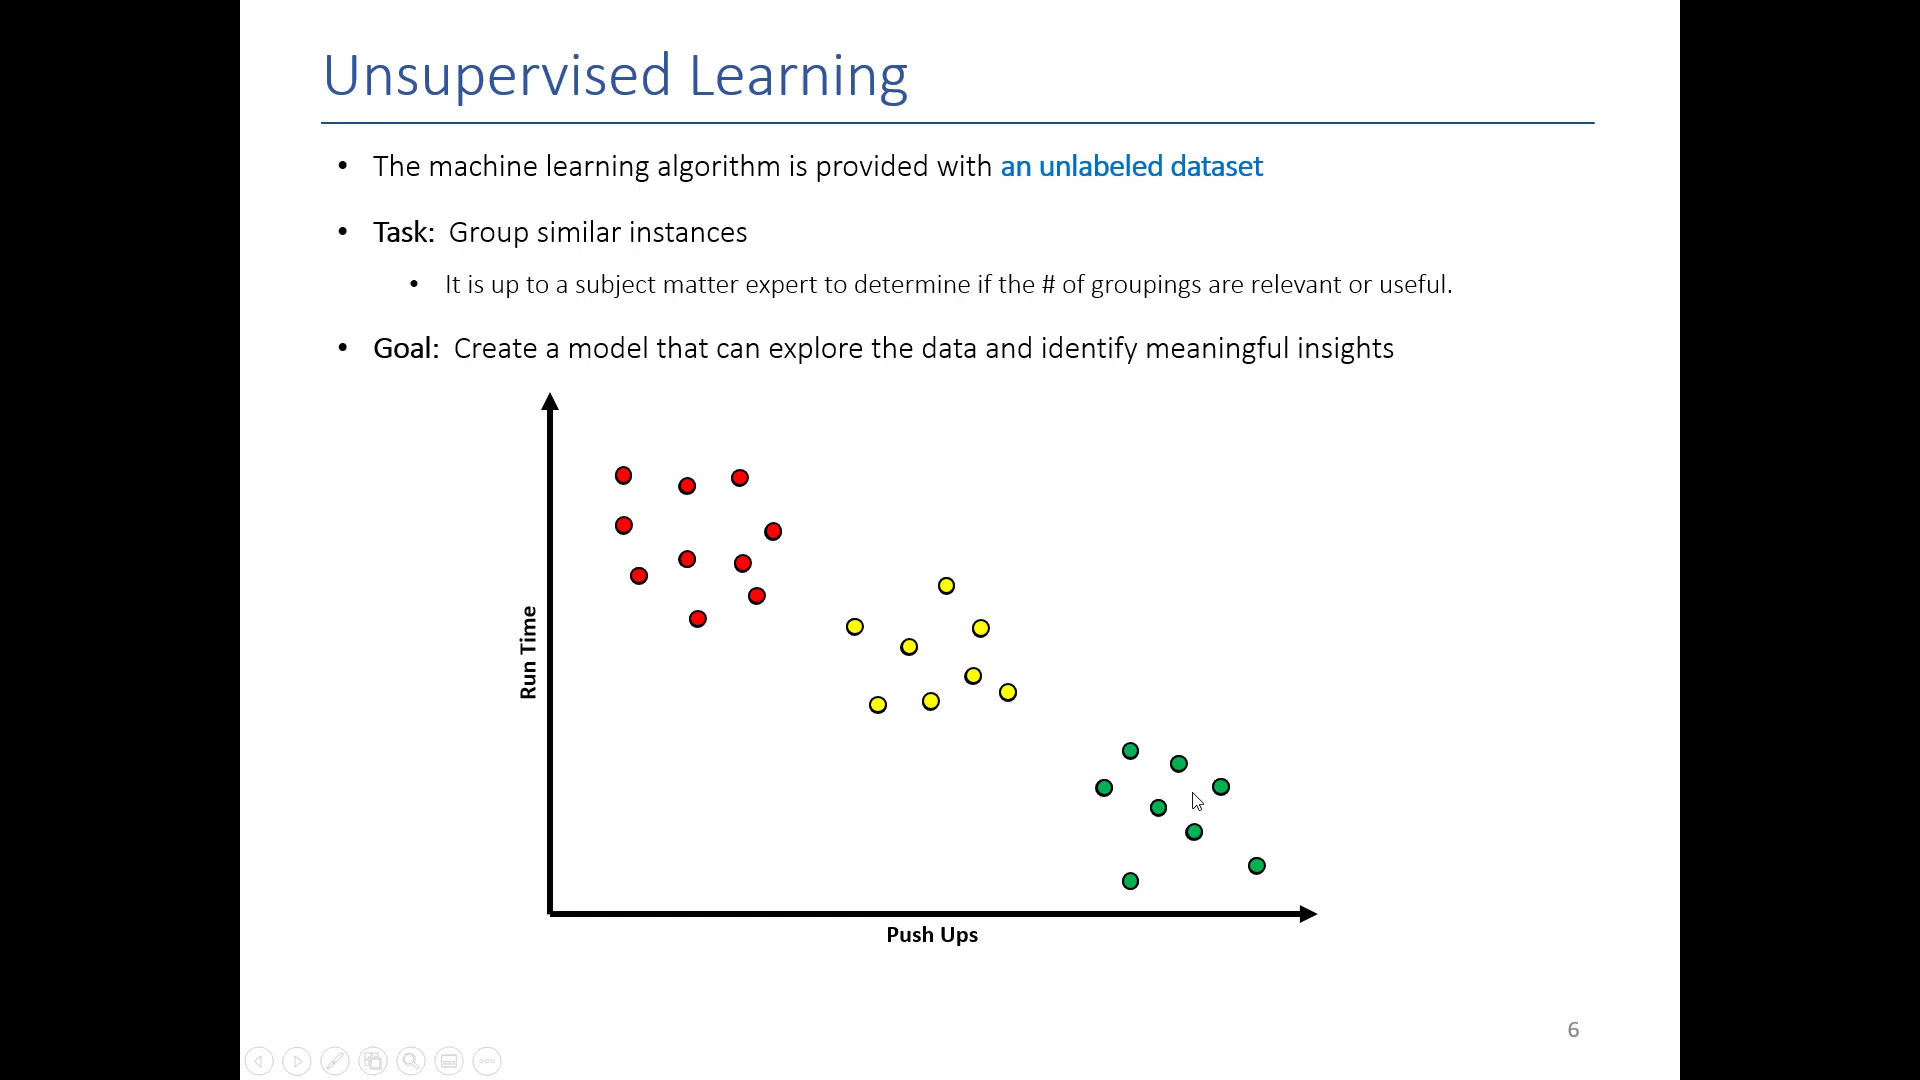 Unsupervised Learning
• The machine learning algorithm is provided with an unlabeled dataset
• Task: Group similar instances
• It is up to a subject matter expert to determine if the # of groupings are relevant or useful.
• Goal: Create a model that can explore the data and identify meaningful insights
Run Time
Push Ups
6